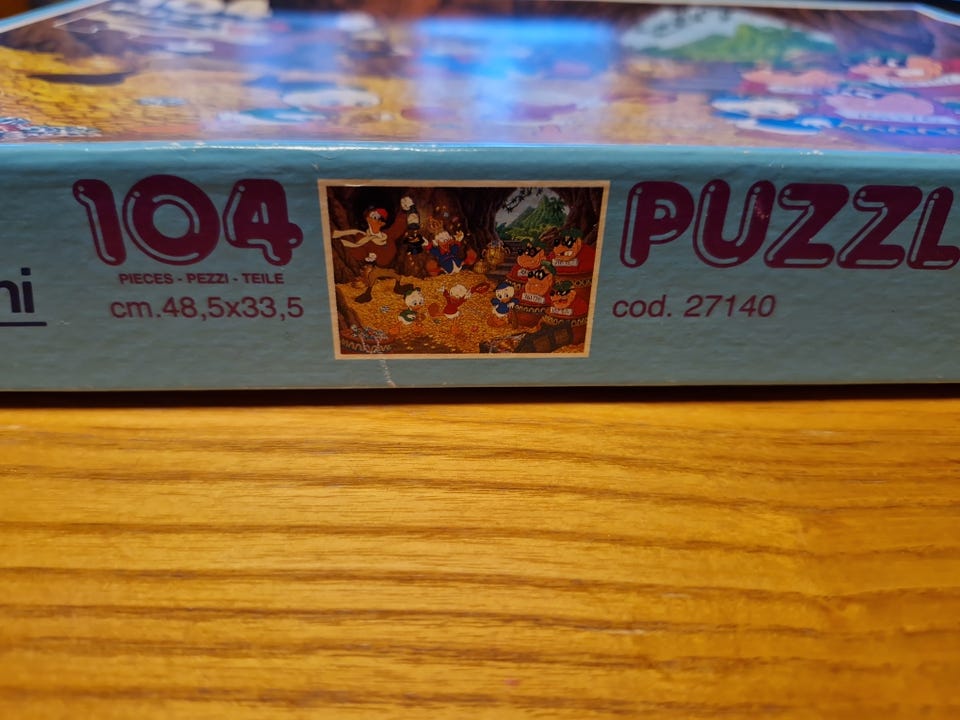 104
PIECES - PEZZI - TEILE
cm.48,5x33,5
ni
PUZZL
cod. 27140